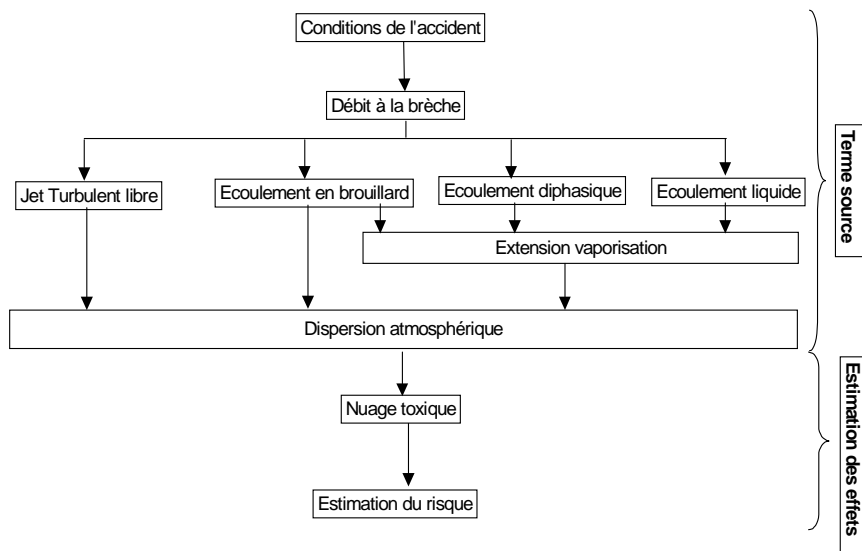 Conditions de l'accident
Débit à la brèche
Jet Turbulent libre
Ecoulement en brouillard
Ecoulement diphasique
Ecoulement liquide
Extension vaporisation
Dispersion atmosphérique
Nuage toxique
Estimation du risque
Terme source
Estimation des effets